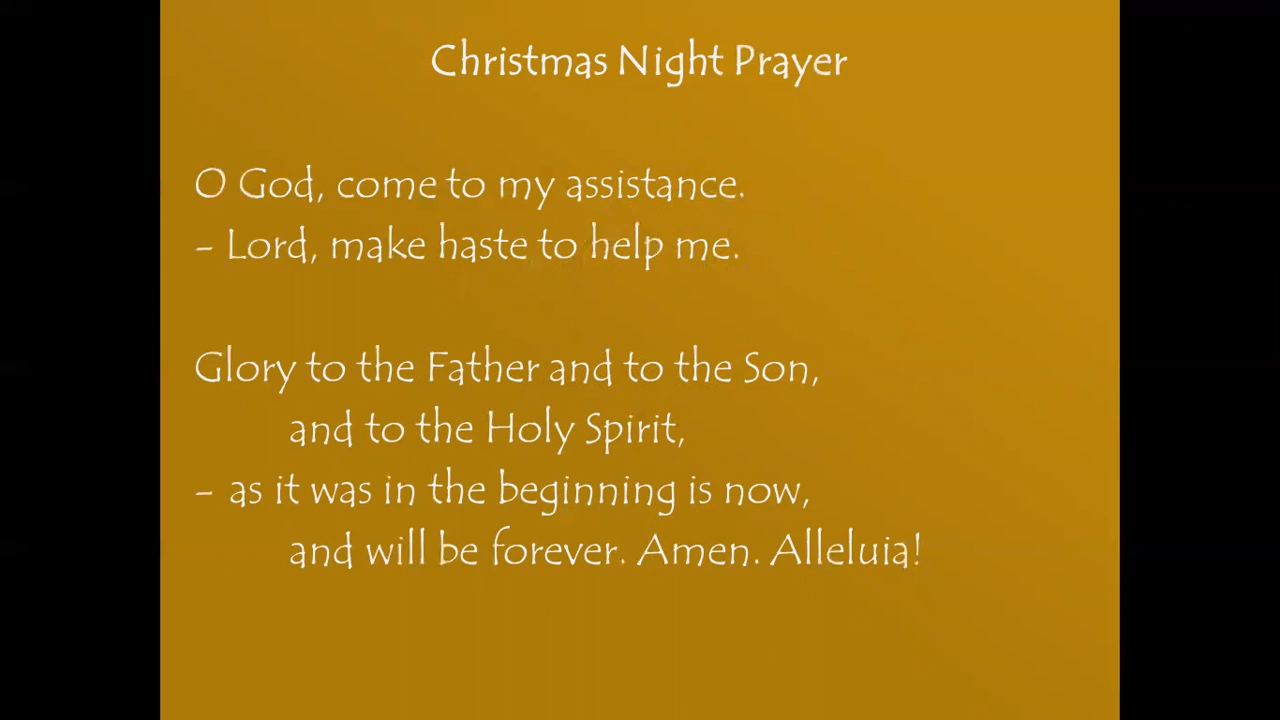 Christmas Night Prayer
O God, come to my assistance.
- Lord, make haste to help me.
Glory to the Father and to the Son,
and to the Holy Spirit,
- as it was in the beginning is now,
and will be forever. Amen. Alleluia!